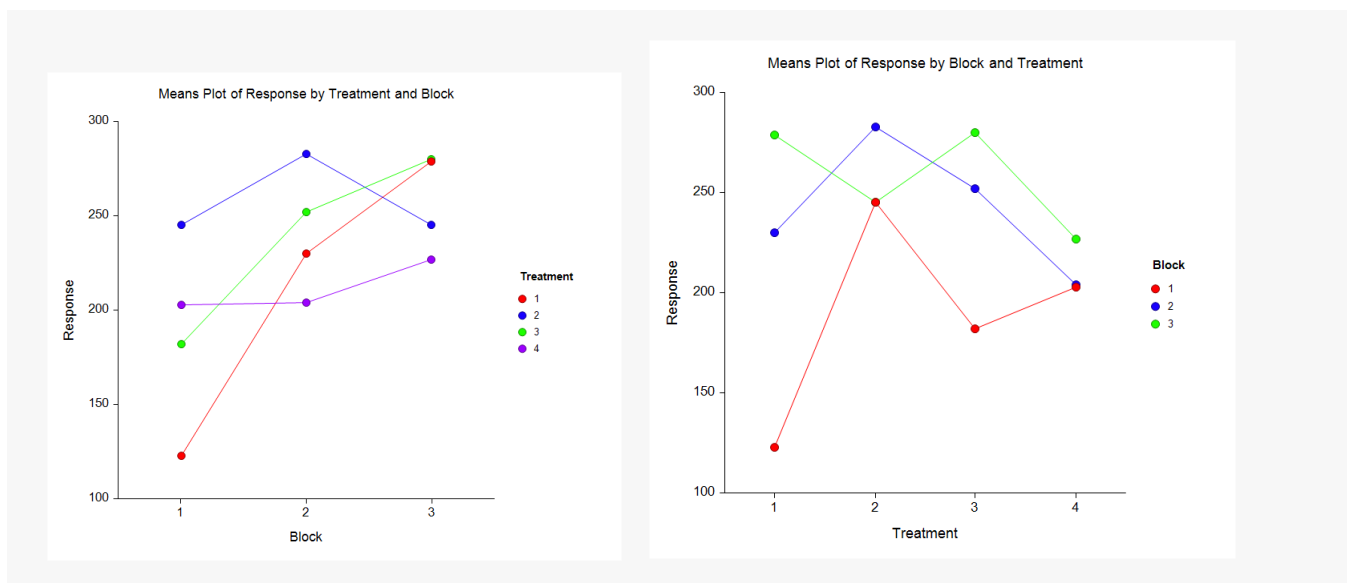 Means Plot of Response by Treatment and Block
300
250
200
150
100
Response
1 2 3
Block
Treatment
1
2
3
4
Means Plot of Response by Block and Treatment
300
250
200
150
100
Response
1 2 3 4
Treatment
Block
1
2
3